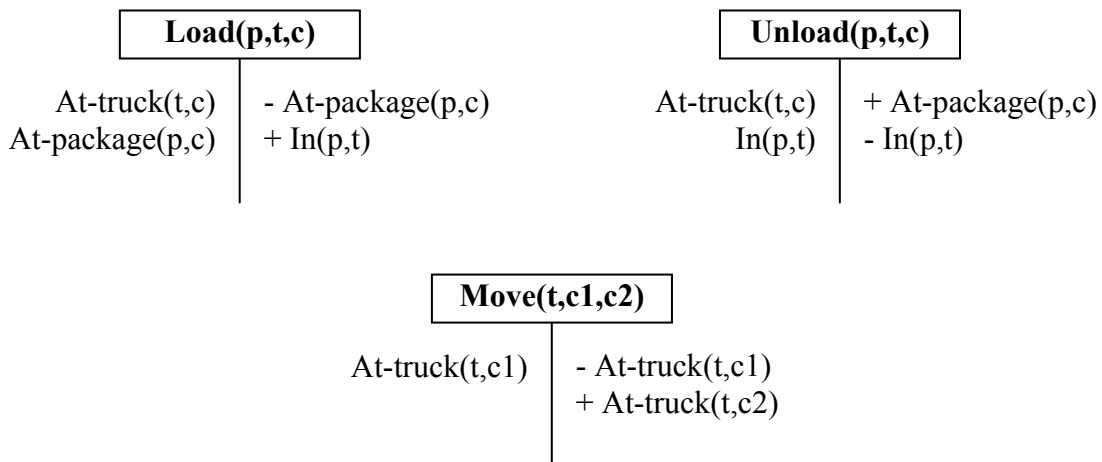 Load(p,t,c)
At-truck(t,c)
At-package(p,c)
- At-package(p,c)
+ In(p,t)
Unload(p,t,c)
At-truck(t,c)
In(p,t)
+ At-package(p,c)
- In(p,t)
Move(t,c1,c2)
At-truck(t,c1)
- At-truck(t,c1)
+ At-truck(t,c2)